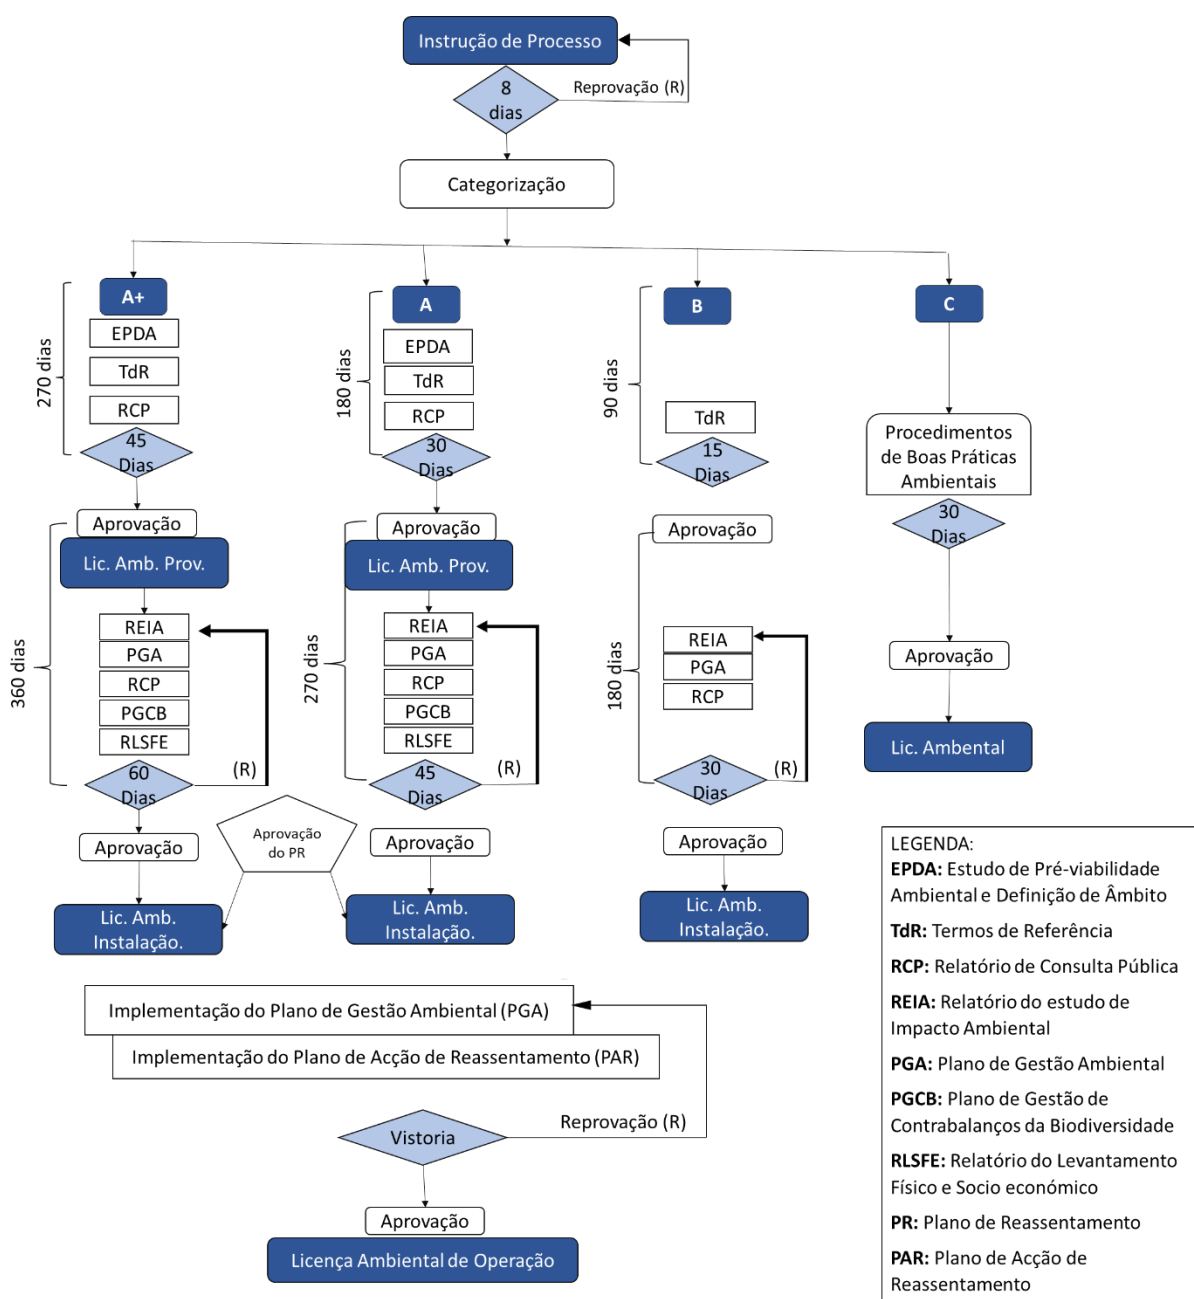 Instrução de Processo
8
dias
Reprovação (R)
Categorização
A+
EPDA
TdR
RCP
45
Dias
270 dias
Aprovação
Lic. Amb. Prov.
REIA
PGA
RCP
PGCB
RLSFE
60
Dias
(R)
360 dias
Aprovação
Lic. Amb.
Instalação.
A
EPDA
TdR
RCP
30
Dias
180 dias
Aprovação
Lic. Amb. Prov.
REIA
PGA
RCP
PGCB
RLSFE
45
Dias
(R)
270 dias
Aprovação
Lic. Amb.
Instalação.
Aprovação
do PR
B
TdR
15
Dias
90 dias
Aprovação
REIA
PGA
RCP
30
Dias
(R)
180 dias
Aprovação
Lic. Amb.
Instalação.
C
Procedimentos
de Boas Práticas
Ambientais
30
Dias
Aprovação
Lic. Ambental
Implementação do Plano de Gestão Ambiental (PGA)
Implementação do Plano de Acção de Reassentamento (PAR)
Vistoria
Reprovação (R)
Aprovação
Licença Ambiental de Operação
LEGENDA:
EPDA: Estudo de Pré-viabilidade
Ambiental e Definição de Âmbito
TdR: Termos de Referência
RCP: Relatório de Consulta Pública
REIA: Relatório do estudo de
Impacto Ambiental
PGA: Plano de Gestão Ambiental
PGCB: Plano de Gestão de
Contrabalanços da Biodiversidade
RLSFE: Relatório do Levantamento
Físico e Socio económico
PR: Plano de Reassentamento
PAR: Plano de Acção de
Reassentamento